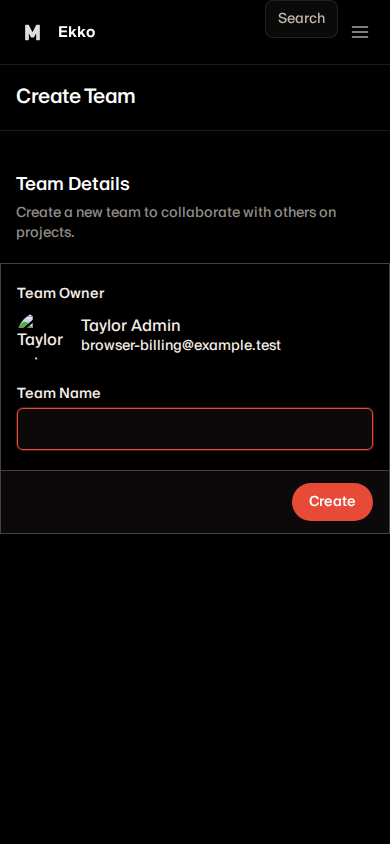 M Ekko
Search
Create Team
Team Details
Create a new team to collaborate with others on
projects.
Team Owner
Taylor
Taylor Admin
browser-billing@example.test
Team Name
Create